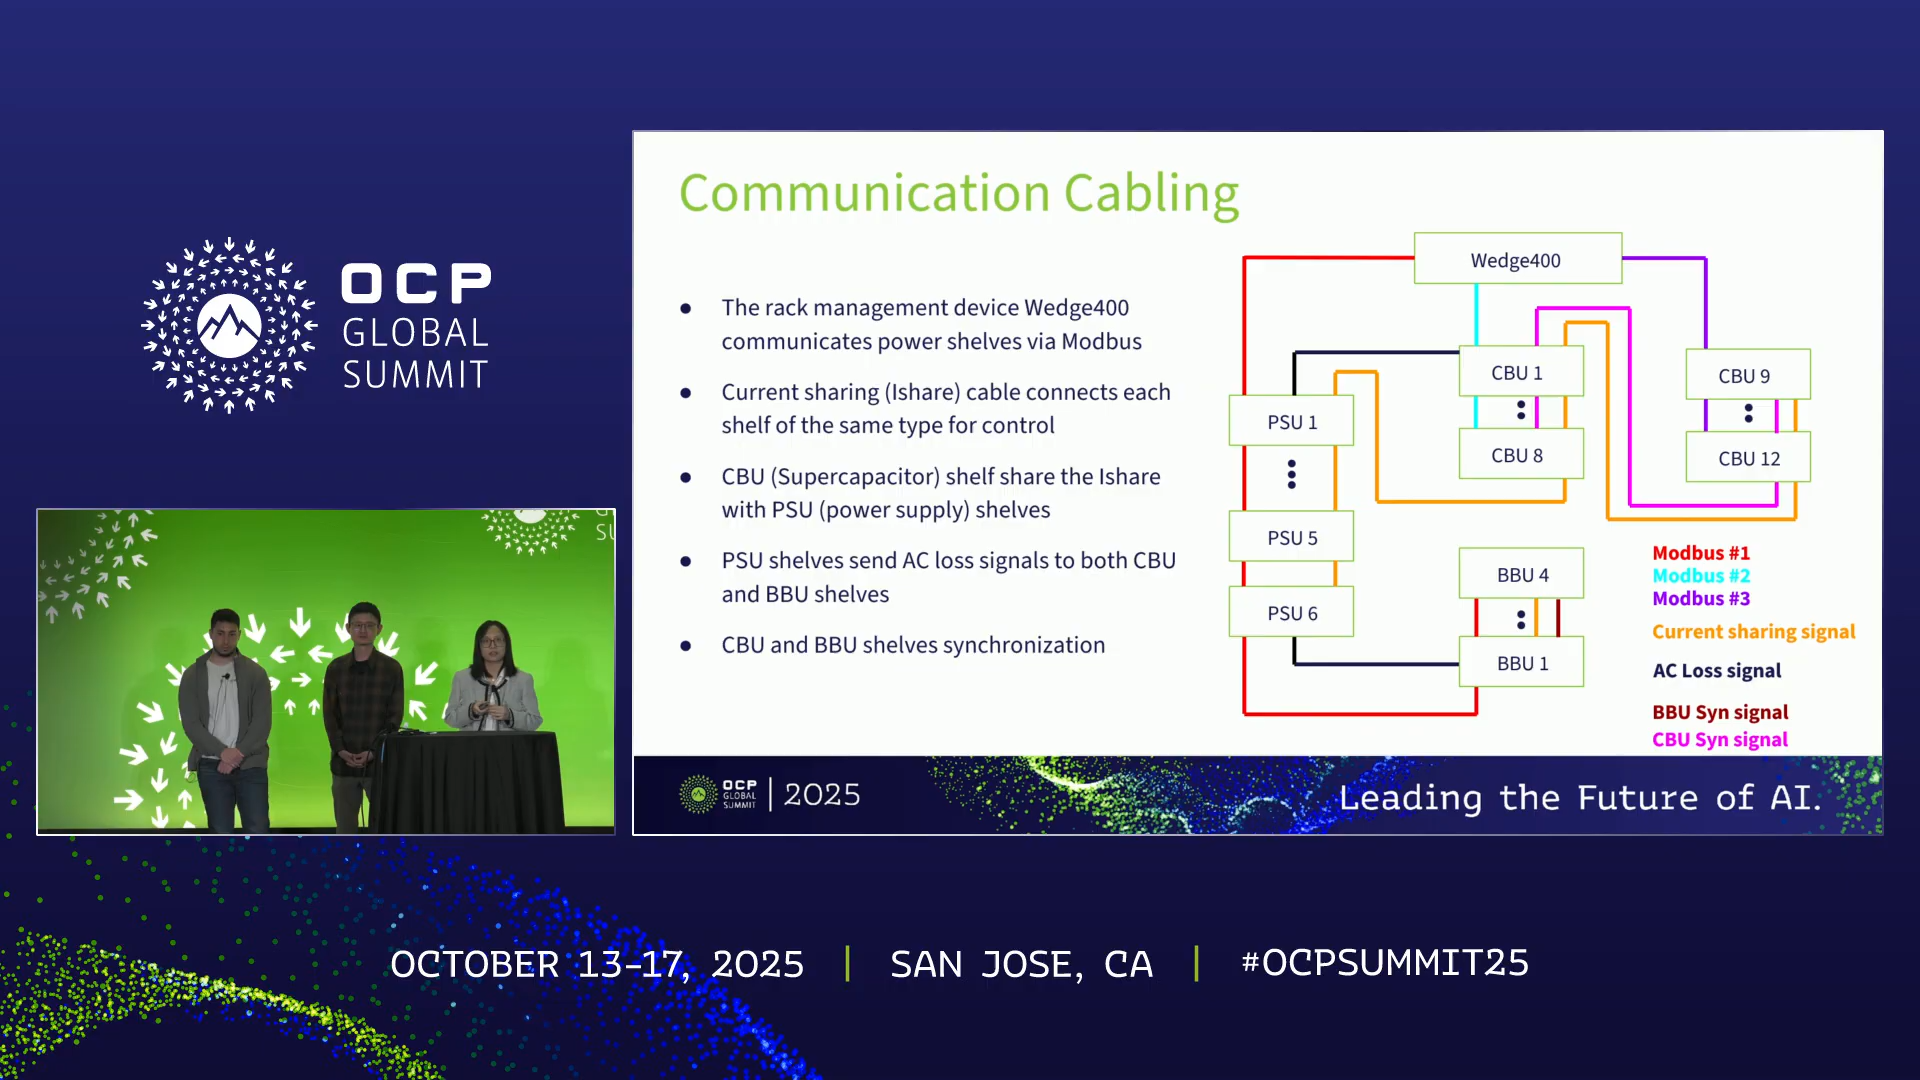 OCP
GLOBAL
SUMMIT
Communication Cabling
● The rack management device Wedge400
communicates power shelves via Modbus
● Current sharing (Ishare) cable connects each
shelf of the same type for control
● CBU (Supercapacitor) shelf share the Ishare
with PSU (power supply) shelves
● PSU shelves send AC loss signals to both CBU
and BBU shelves
● CBU and BBU shelves synchronization
Wedge400
CBU 1
CBU 9
PSU 1
CBU 8
CBU 12
PSU 5
BBU 4
PSU 6
BBU 1
Modbus #1
Modbus #2
Modbus #3
Current sharing signal
AC Loss signal
BBU Syn signal
CBU Syn signal
OCP
GLOBAL
SUMMIT
2025
Leading the Future of AI.
OCTOBER 13-17, 2025 | SAN JOSE, CA | #OCPSUMMIT25